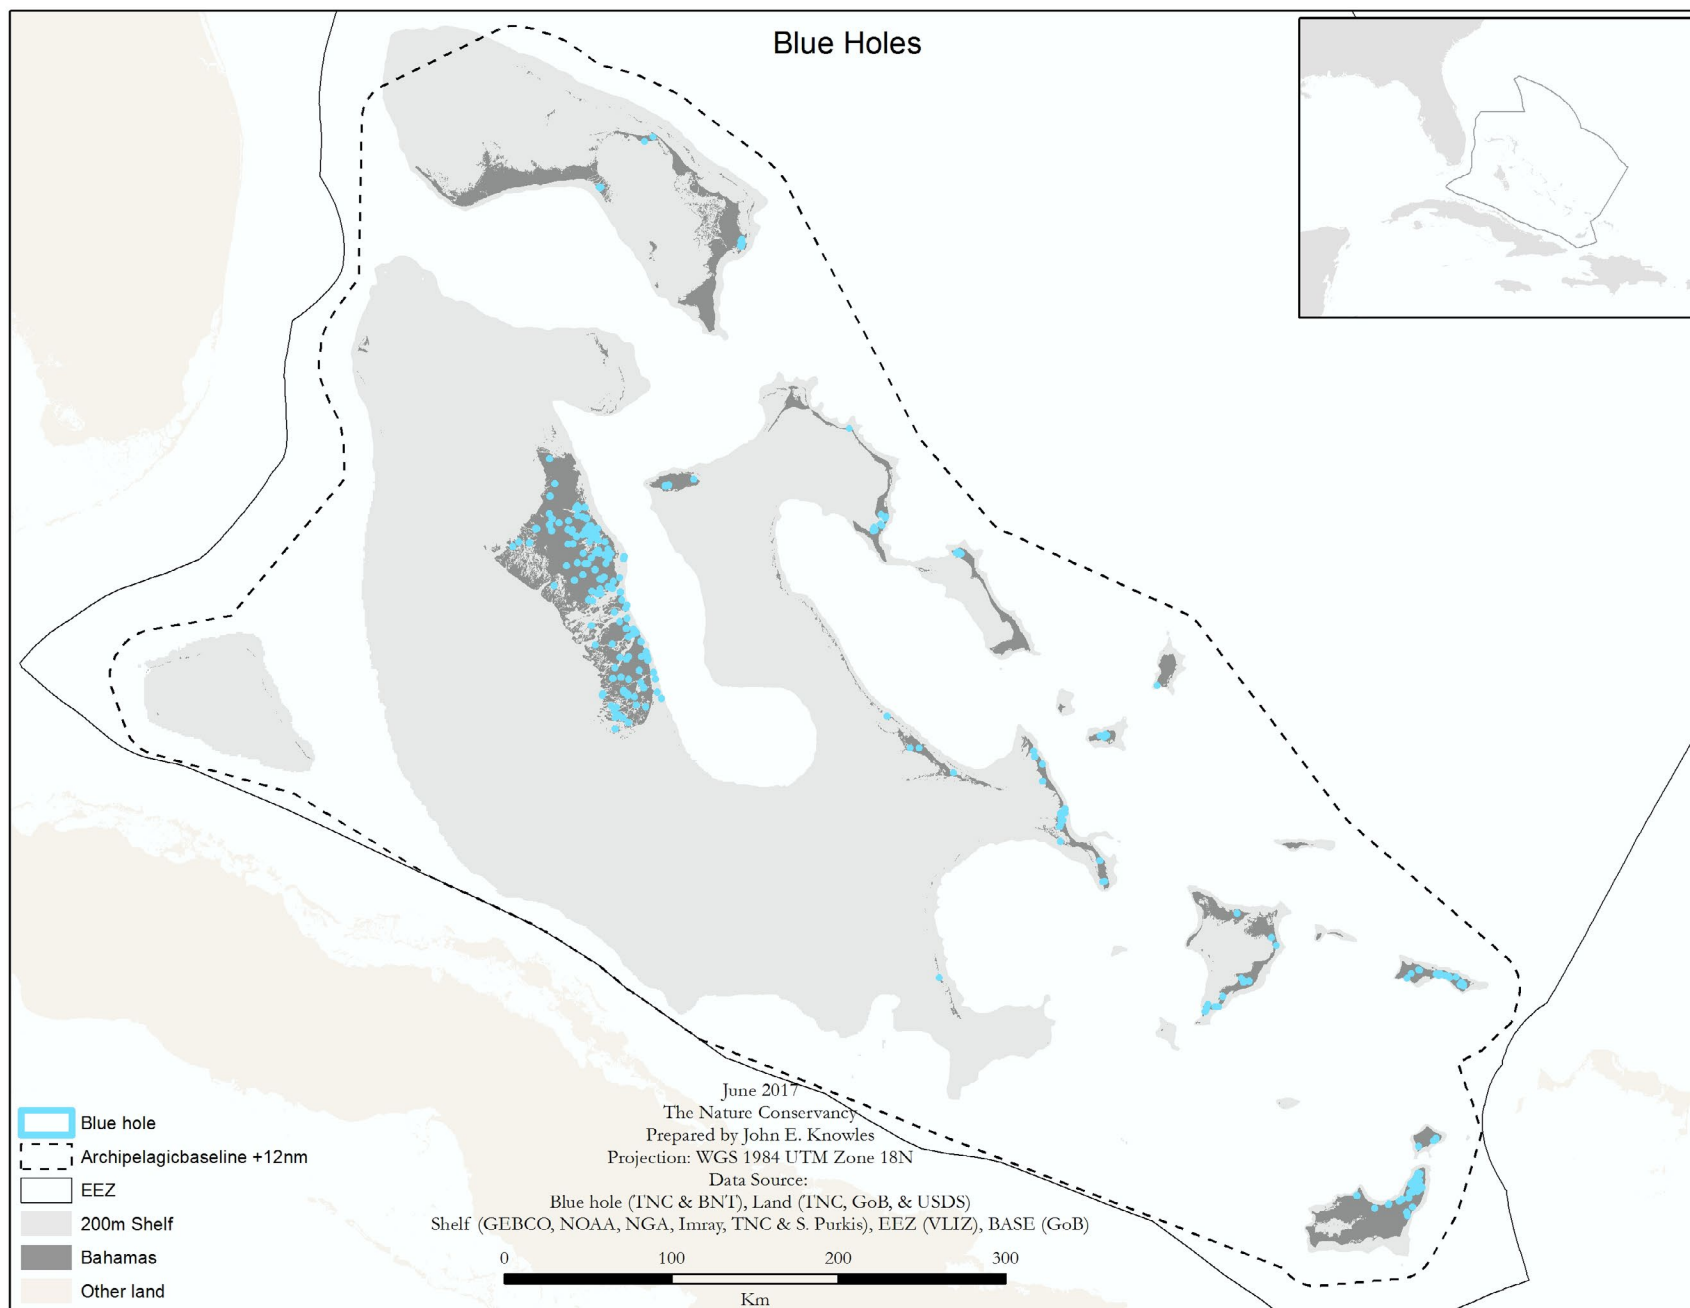 Blue Holes
Blue hole
Archipelagicbaseline +12nm
EEZ
200m Shelf
Bahamas
Other land
June 2017
The Nature Conservancy
Prepared by John E. Knowles
Projection: WGS 1984 UTM Zone 18N
Data Source:
Blue hole (TNC & BNT), Land (TNC, GoB, & USDS)
Shelf (GEBCO, NOAA, NGA, Imray, TNC & S. Purkis), EEZ (VLIZ), BASE (GoB)
0 100 200 300
Km